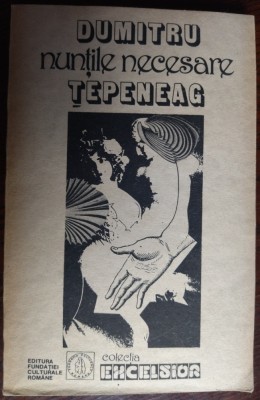 DUMITRU
nunțile necesare
ȚEPENEAG
EDITURA
FUNDAȚIEI
CULTURALE
ROMÂNE
colecția
EXCELSIOR